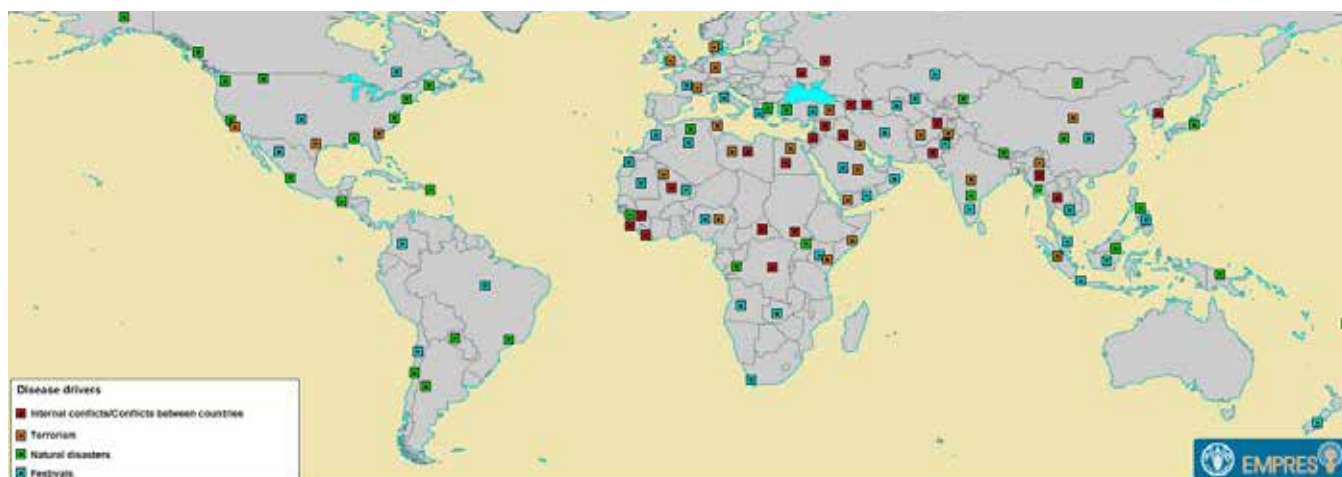 Disease drivers
Internal conflicts/Conflicts between countries
Terrorism
Natural disasters
Festivals
EMPRES